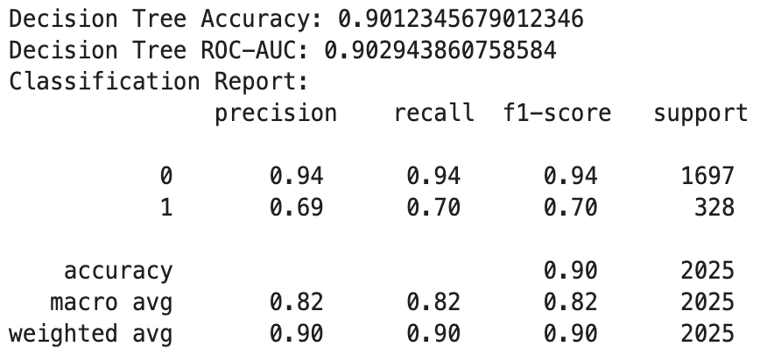 Decision Tree Accuracy: 0.9012345679012346
Decision Tree ROC-AUC: 0.902943860758584
Classification Report:
precision recall f1-score support
0 0.94 0.94 0.94 1697
1 0.69 0.70 0.70 328
accuracy 0.90 2025
macro avg 0.82 0.82 0.82 2025
weighted avg 0.90 0.90 0.90 2025